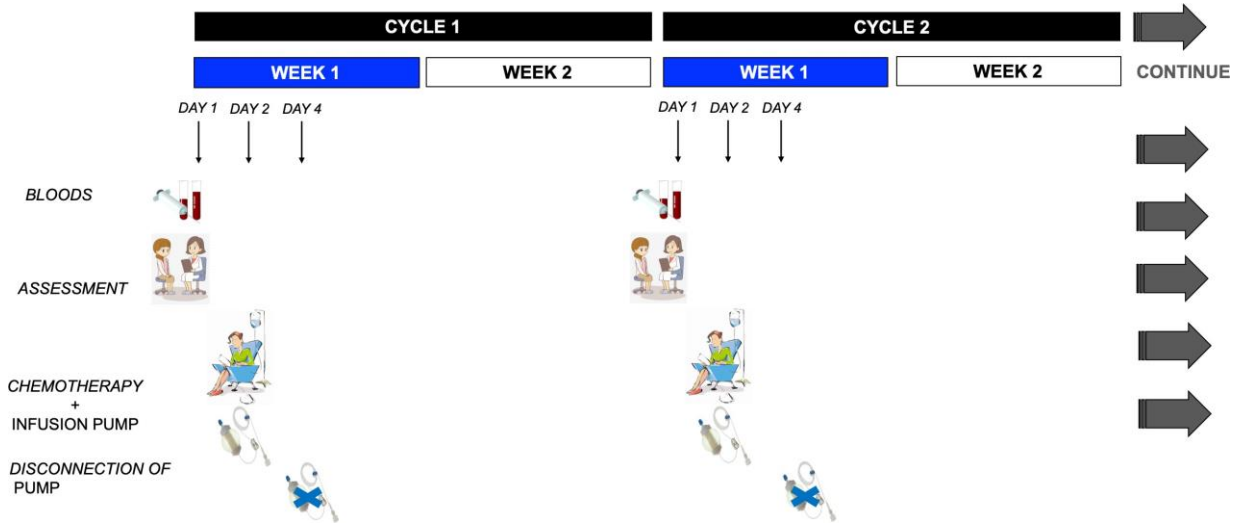 CYCLE 1
CYCLE 2
WEEK 1
WEEK 2
WEEK 1
WEEK 2
CONTINUE
DAY 1 DAY 2 DAY 4
DAY 1 DAY 2 DAY 4
BLOODS
ASSESSMENT
CHEMOTHERAPY
+
INFUSION PUMP
DISCONNECTION OF
PUMP